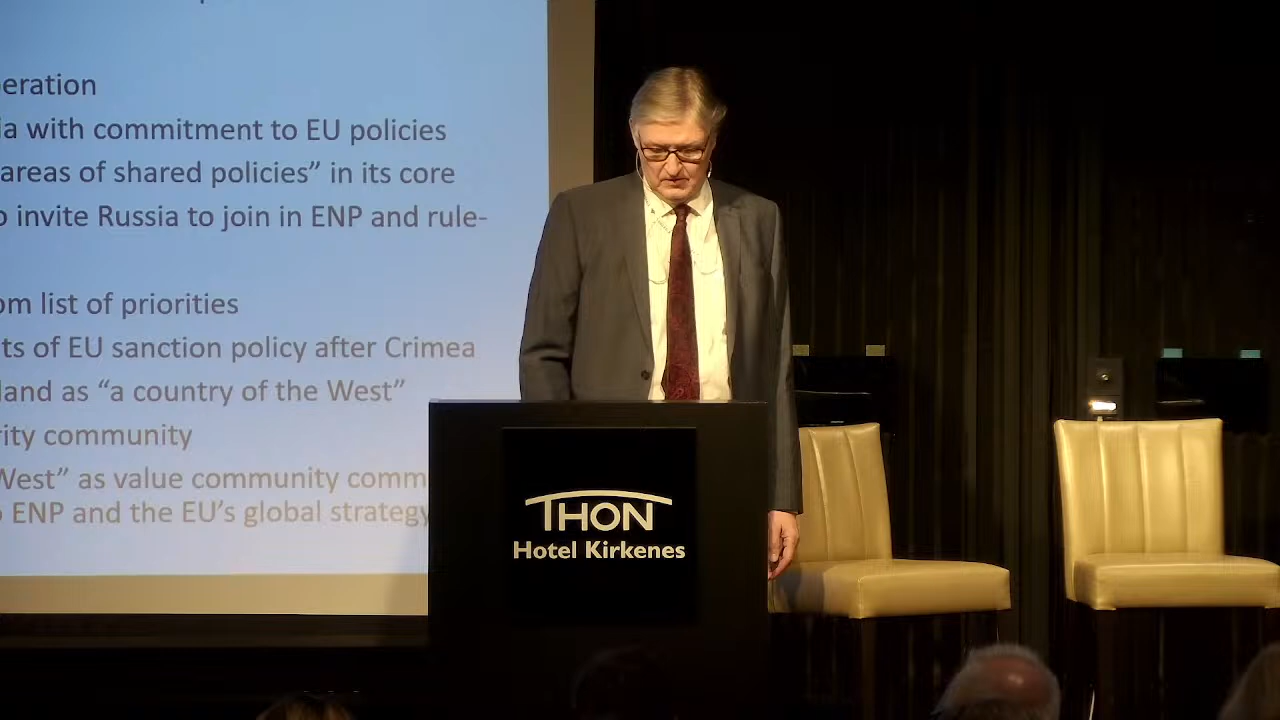 eration
ia with commitment to EU policies
areas of shared policies” in its core
o invite Russia to join in ENP and rule-
om list of priorities
ts of EU sanction policy after Crimea
land as “a country of the West”
rity community
West” as value community comm
o ENP and the EU’s global strategy
THON
Hotel Kirkenes